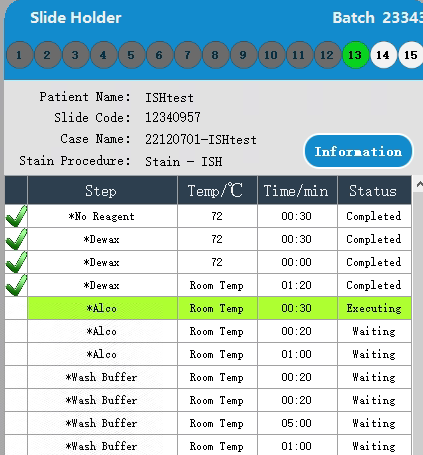 Slide Holder Batch 23343
1 2 3 4 5 6 7 8 9 10 11 12 13 14 15
Patient Name: ISHtest
Slide Code: 12340957
Case Name: 22120701-ISHtest
Stain Procedure: Stain - ISH
Information
Step Temp/℃ Time/min Status
*No Reagent 72 00:30 Completed
*Dewax 72 00:30 Completed
*Dewax 72 00:00 Completed
*Dewax Room Temp 01:20 Completed
*Alco Room Temp 00:30 Executing
*Alco Room Temp 00:20 Waiting
*Alco Room Temp 01:00 Waiting
*Wash Buffer Room Temp 00:20 Waiting
*Wash Buffer Room Temp 00:20 Waiting
*Wash Buffer Room Temp 05:00 Waiting
*Wash Buffer Room Temp 01:00 Waiting